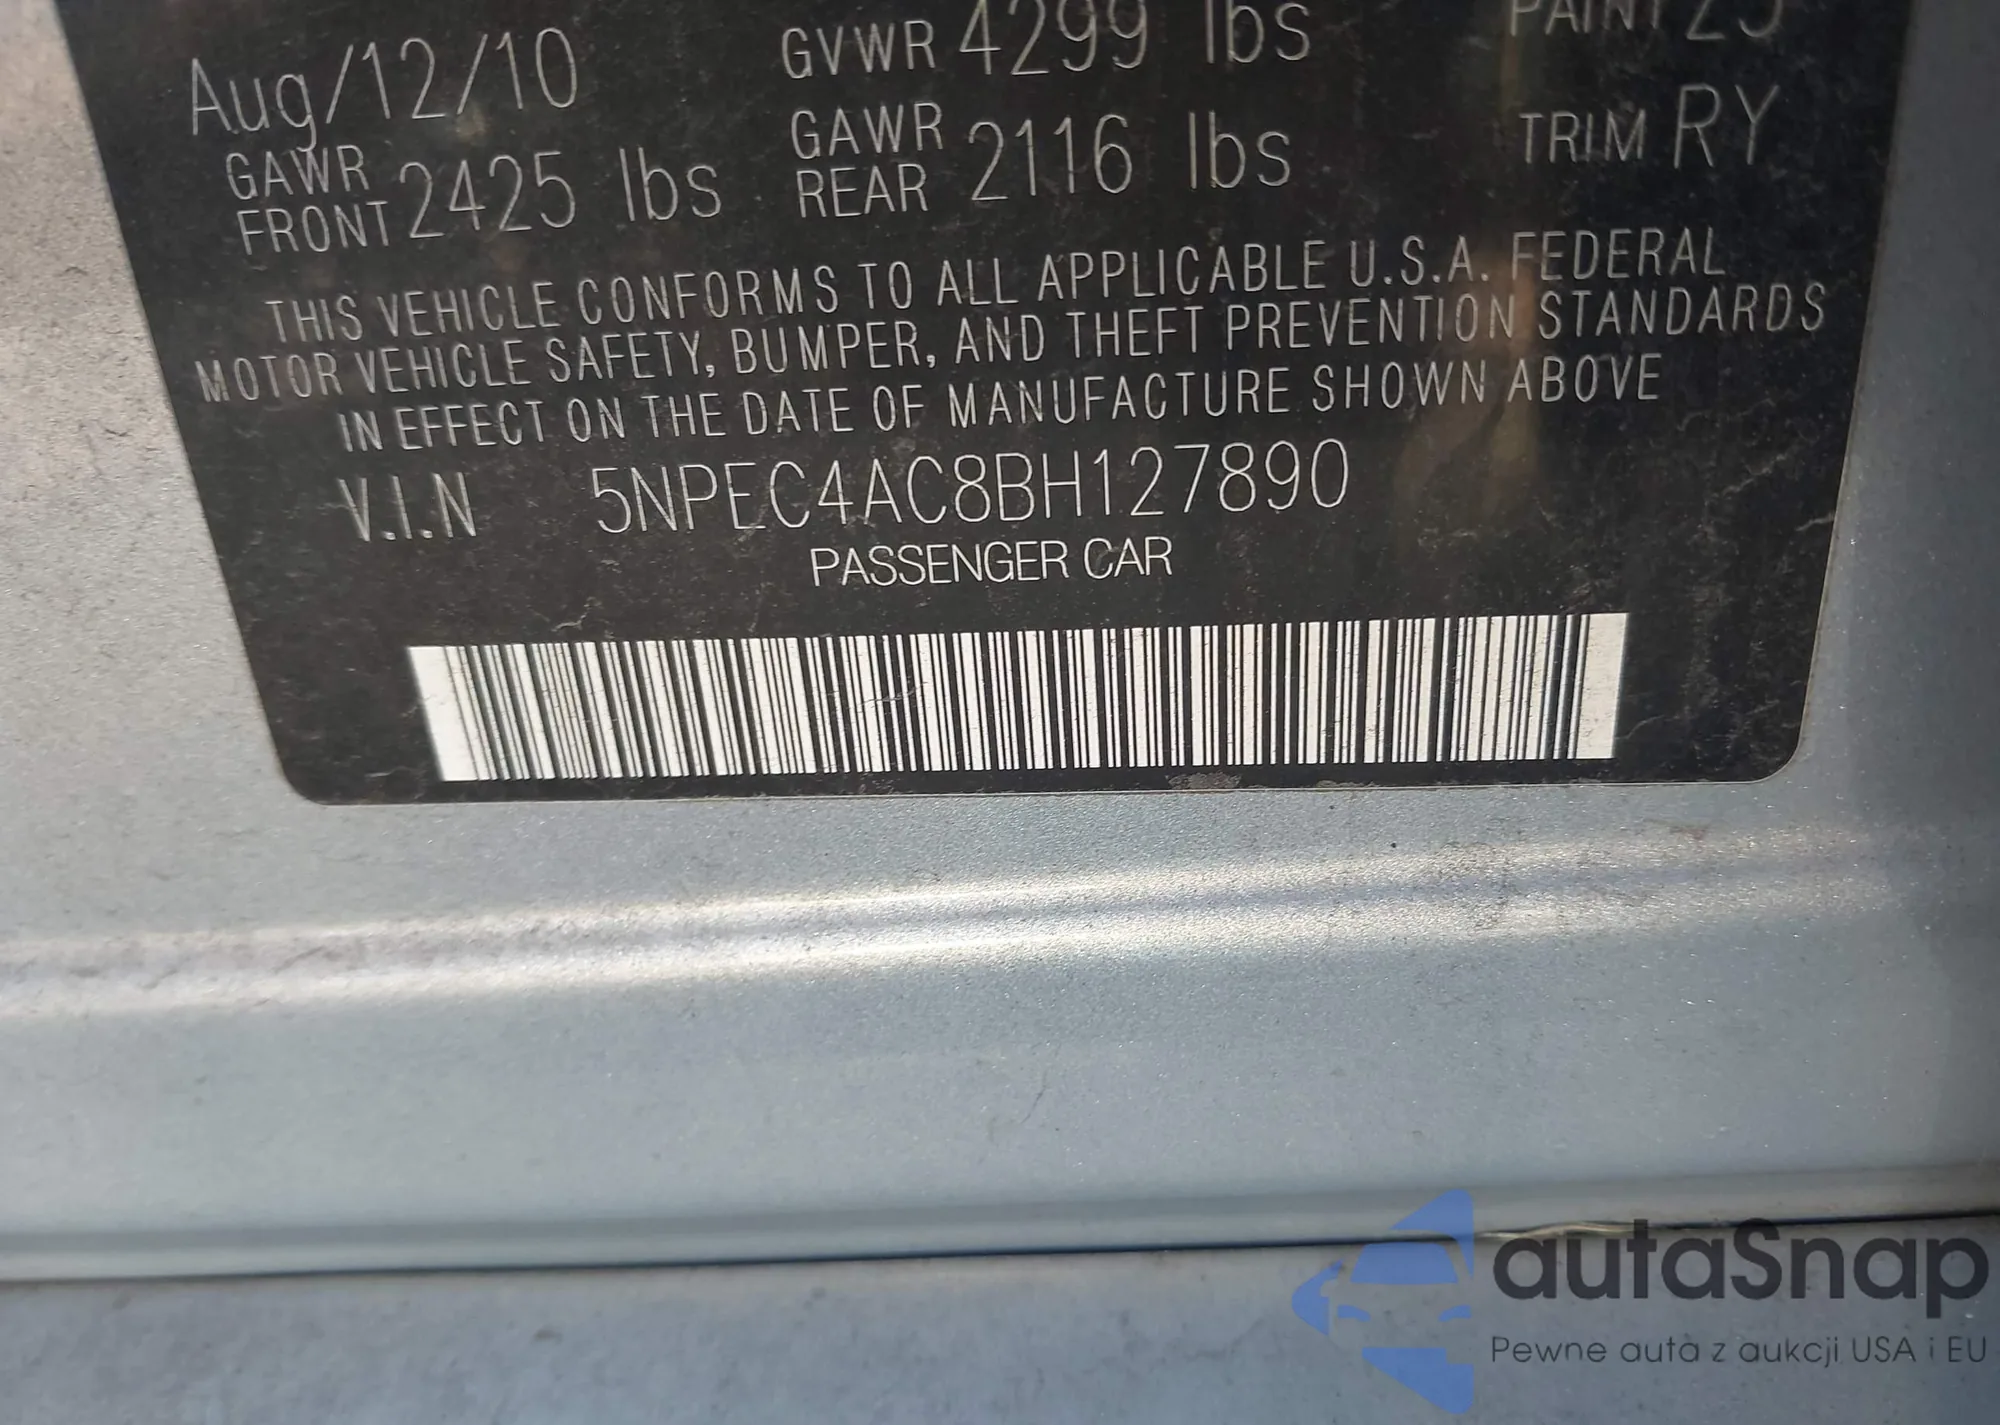 Aug/12/10 GVWR 4299 lbs PAINT
GAWR FRONT 2425 lbs GAWR REAR 2116 lbs TRIM RY
THIS VEHICLE CONFORMS TO ALL APPLICABLE U.S.A. FEDERAL
MOTOR VEHICLE SAFETY, BUMPER, AND THEFT PREVENTION STANDARDS
IN EFFECT ON THE DATE OF MANUFACTURE SHOWN ABOVE
V.I.N 5NPEC4AC8BH127890
PASSENGER CAR
autaSnap
Pewne auta z aukcji USA i EU